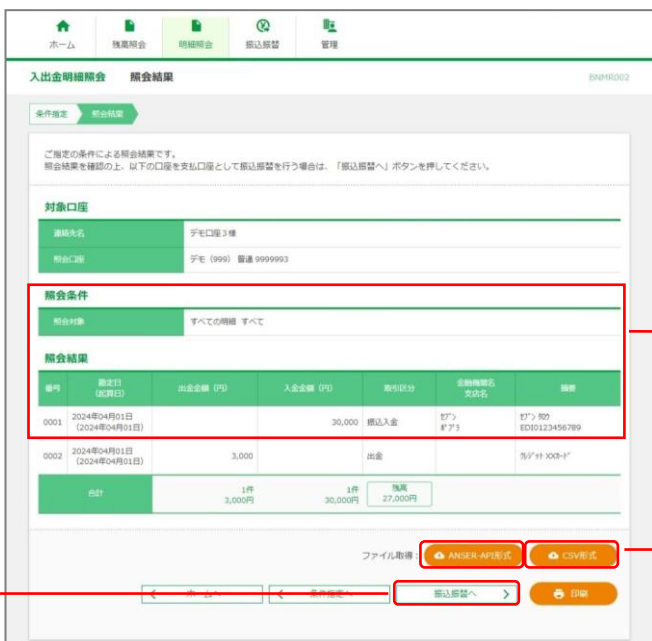 ホーム 残高照会 明細照会 振込振替 管理
入出金明細照会 照会結果 BNMR002
条件指定 照会結果
ご指定の条件による照会結果です。
照会結果を確認の上、以下の口座を支払口座として振込振替を行う場合は、「振込振替へ」ボタンを押してください。
対象口座
連絡先名 デモ口座3様
照会口座 デモ (999) 普通 9999993
照会条件
照会対象 すべての明細 すべて
照会結果
番号 勘定日 (起算日) 出金金額 (円) 入金金額 (円) 取引区分 金融機関名 支店名 摘要
0001 2024年04月01日 (2024年04月01日) 30,000 振込入金 EDI0123456789
0002 2024年04月01日 (2024年04月01日) 3,000 出金
合計 1件 3,000円 1件 30,000円 残高 27,000円
ファイル取得: ANSER-API形式 CSV形式
ホームへ 条件指定へ 振込振替へ 印刷